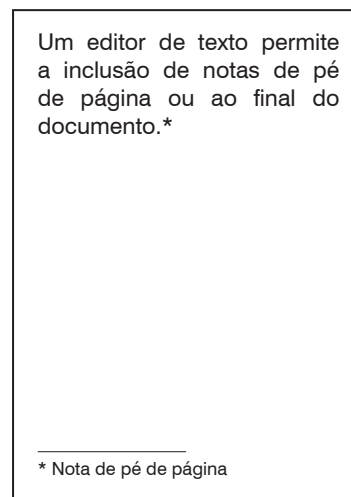 Um editor de texto permite
a inclusão de notas de pé
de página ou ao final do
documento.*
* Nota de pé de página